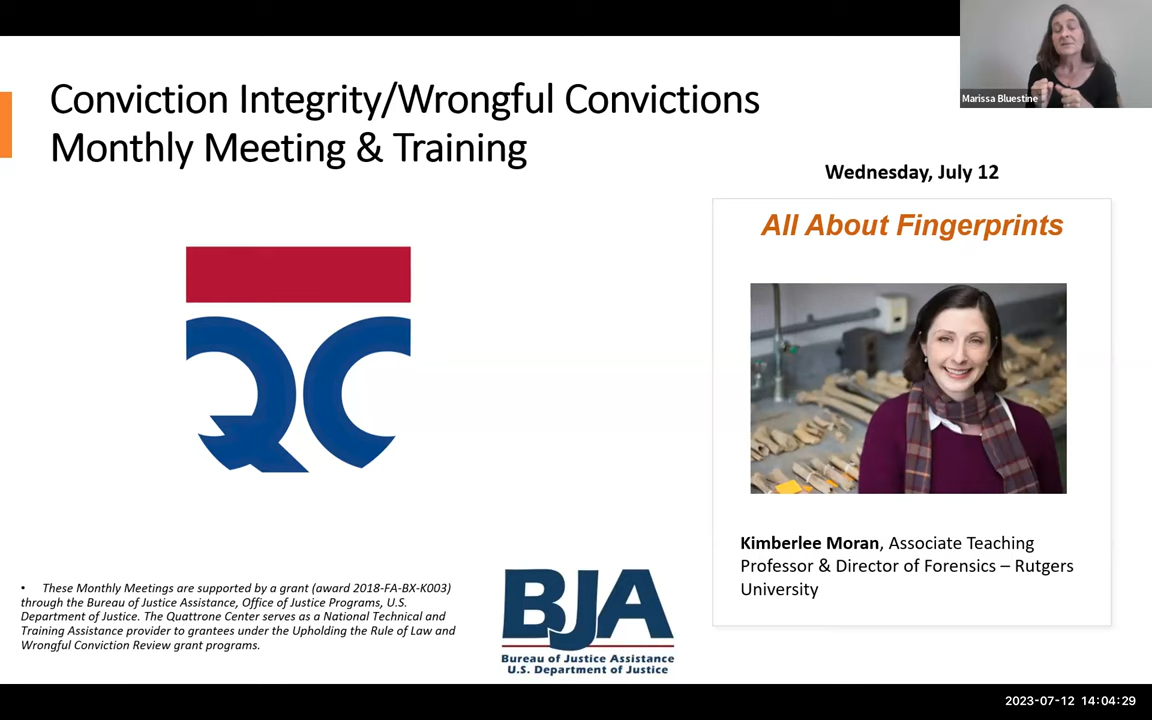 Marissa Bluestine
Conviction Integrity/Wrongful Convictions
Monthly Meeting & Training
Wednesday, July 12
All About Fingerprints
QC
Kimberlee Moran, Associate Teaching
Professor & Director of Forensics – Rutgers
University
• These Monthly Meetings are supported by a grant (award 2018-FA-BX-K003)
through the Bureau of Justice Assistance, Office of Justice Programs, U.S.
Department of Justice. The Quattrone Center serves as a National Technical and
Training Assistance provider to grantees under the Upholding the Rule of Law and
Wrongful Conviction Review grant programs.
BJA
Bureau of Justice Assistance
U.S. Department of Justice
2023-07-12 14:04:29